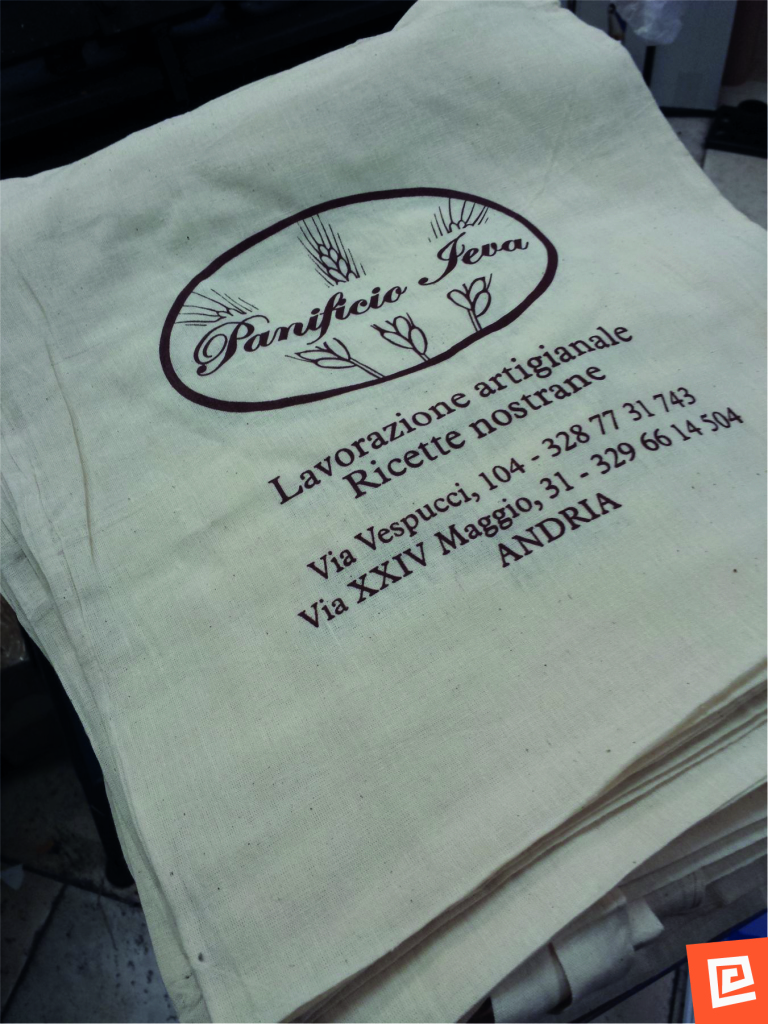 Panificio Ieva
Lavorazione artigianale
Ricette nostrane
Via Vespucci, 104 - 328 77 31 743
Via XXIV Maggio, 31 - 329 66 14 504
ANDRIA